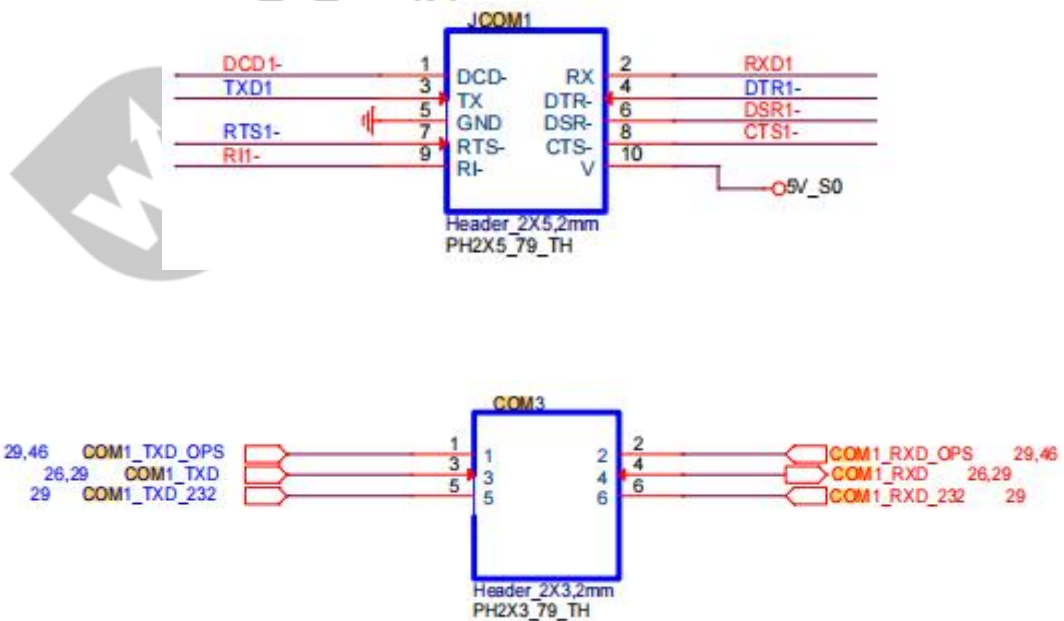 JCOM1
DCD1- 1 DCD- RX 2 RXD1
TXD1 3 TX DTR- 4 DTR1-
5 GND DSR- 6 DSR1-
RTS1- 7 RTS- CTS- 8 CTS1-
RI1- 9 RI- V 10
5V_S0
Header_2X5,2mm
PH2X5_79_TH
COM3
29,46 COM1_TXD_OPS 1 1 2 2 COM1_RXD_OPS 29,46
26,29 COM1_TXD 3 3 4 4 COM1_RXD 26,29
29 COM1_TXD_232 5 5 6 6 COM1_RXD_232 29
Header_2X3,2mm
PH2X3_79_TH